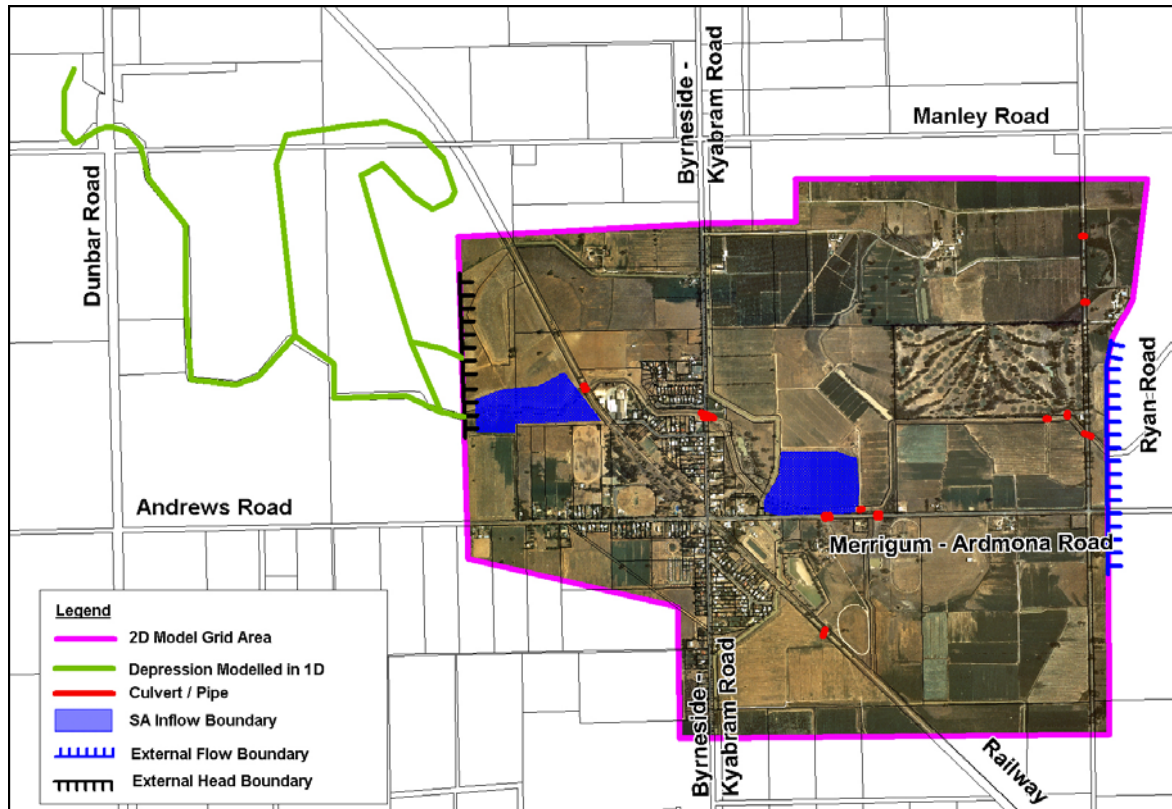 Byrneside -
Kyabram Road
Manley Road
Dunbar Road
Ryan Road
Andrews Road
Merrigum - Ardmona Road
Byrneside -
Kyabram Road
Railway
Legend
2D Model Grid Area
Depression Modelled in 1D
Culvert / Pipe
SA Inflow Boundary
External Flow Boundary
External Head Boundary